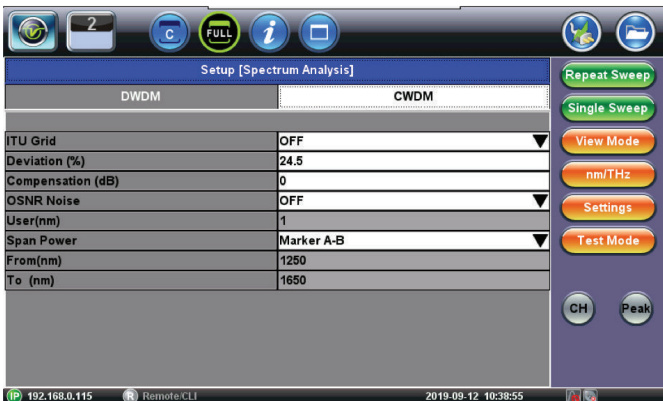 2
C
FULL
i
Setup [Spectrum Analysis]
DWDM CWDM
ITU Grid OFF
Deviation (%) 24.5
Compensation (dB) 0
OSNR Noise OFF
User(nm) 1
Span Power Marker A-B
From(nm) 1250
To (nm) 1650
Repeat Sweep
Single Sweep
View Mode
nm/THz
Settings
Test Mode
CH
Peak
IP 192.168.0.115 R Remote/CLI 2019-09-12 10:38:55